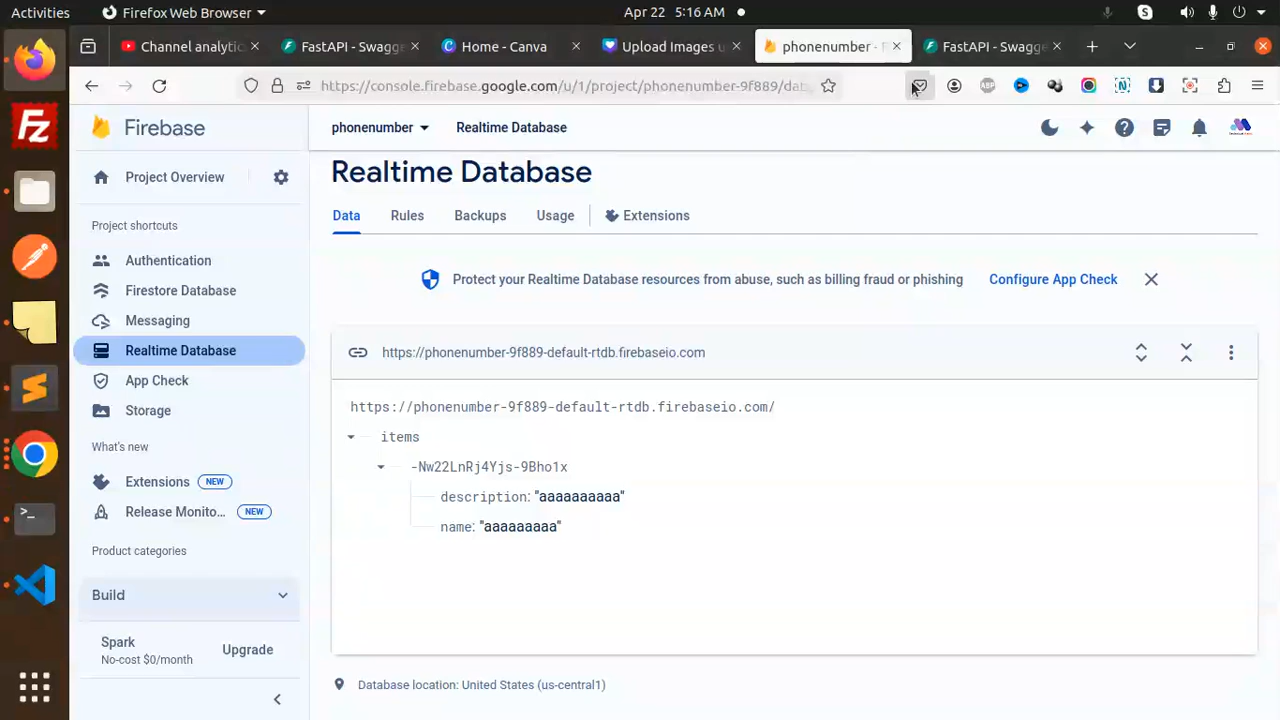 Activities
Firefox Web Browser
Apr 22 5:16 AM
Channel analytic
FastAPI - Swagge
Home - Canva
Upload Images u
phonenumber - F
FastAPI - Swagge
https://console.firebase.google.com/u/1/project/phonenumber-9f889/dat
Firebase
phonenumber
Realtime Database
Project Overview
Realtime Database
Project shortcuts
Data
Rules
Backups
Usage
Extensions
Authentication
Firestore Database
Messaging
Realtime Database
App Check
Storage
Protect your Realtime Database resources from abuse, such as billing fraud or phishing
Configure App Check
https://phonenumber-9f889-default-rtdb.firebaseio.com
https://phonenumber-9f889-default-rtdb.firebaseio.com/
items
-Nw22LnRj4Yjs-9Bho1x
description: "aaaaaaaaaa"
name: "aaaaaaaaa"
What's new
Extensions NEW
Release Monito... NEW
Product categories
Build
Spark
No-cost $0/month
Upgrade
Database location: United States (us-central1)